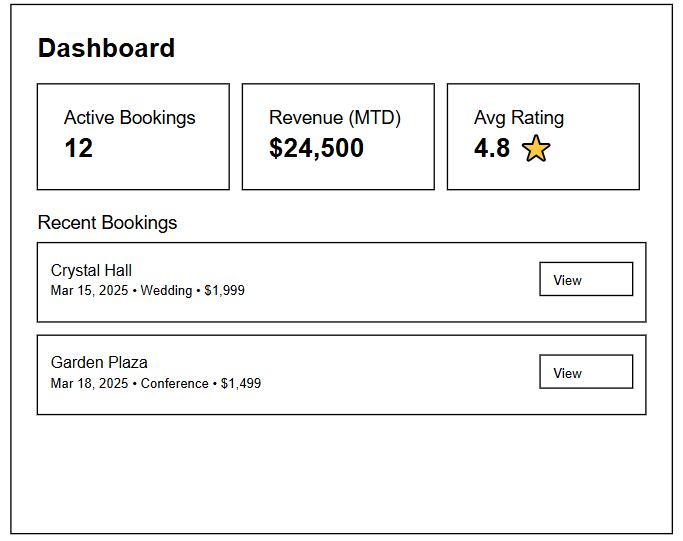 Dashboard
Active Bookings
12
Revenue (MTD)
$24,500
Avg Rating
4.8 ⭐
Recent Bookings
Crystal Hall
Mar 15, 2025 • Wedding • $1,999
View
Garden Plaza
Mar 18, 2025 • Conference • $1,499
View